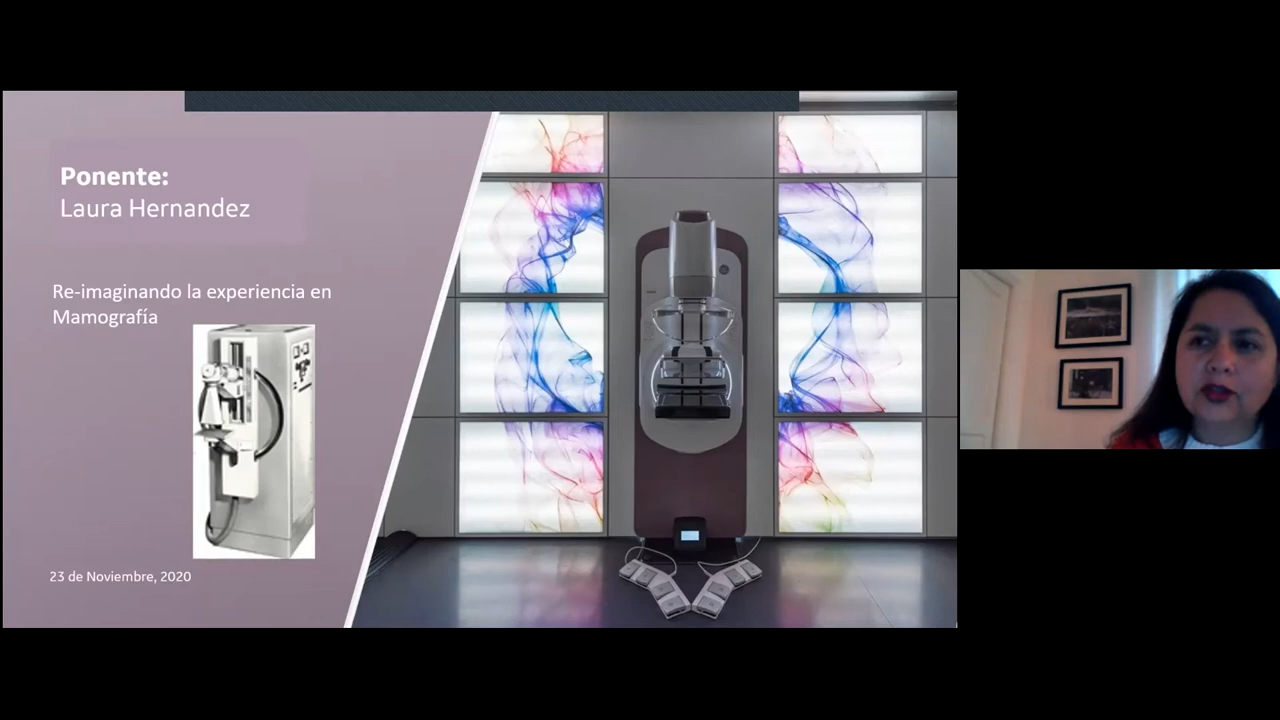 Ponente:
Laura Hernandez
Re-imaginando la experiencia en
Mamografía
23 de Noviembre, 2020